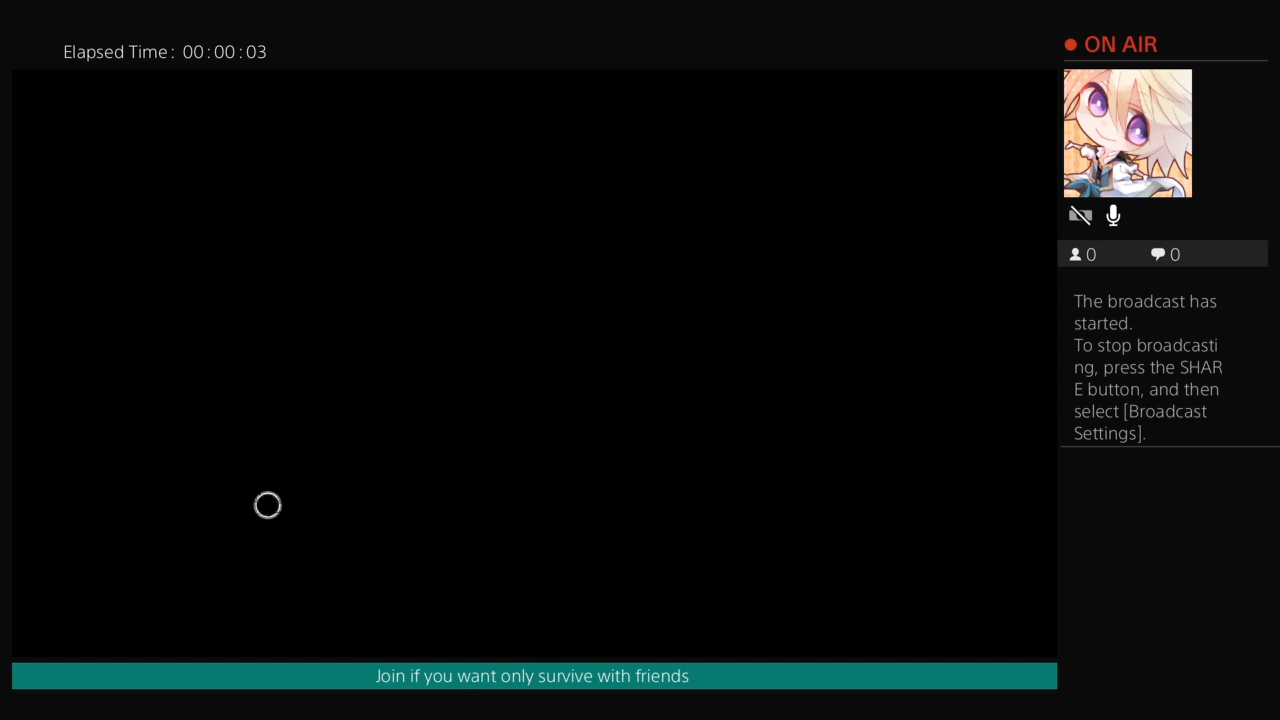 Elapsed Time: 00:00:03
ON AIR
0 0
The broadcast has
started.
To stop broadcasti
ng, press the SHAR
E button, and then
select [Broadcast
Settings].
Join if you want only survive with friends